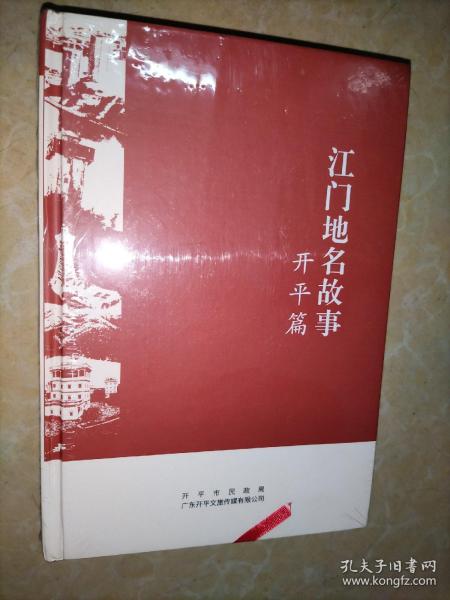 江门地名故事
开平篇
开平市民政局
广东开平文旅传媒有限公司
孔夫子旧书网
www.kongfz.com